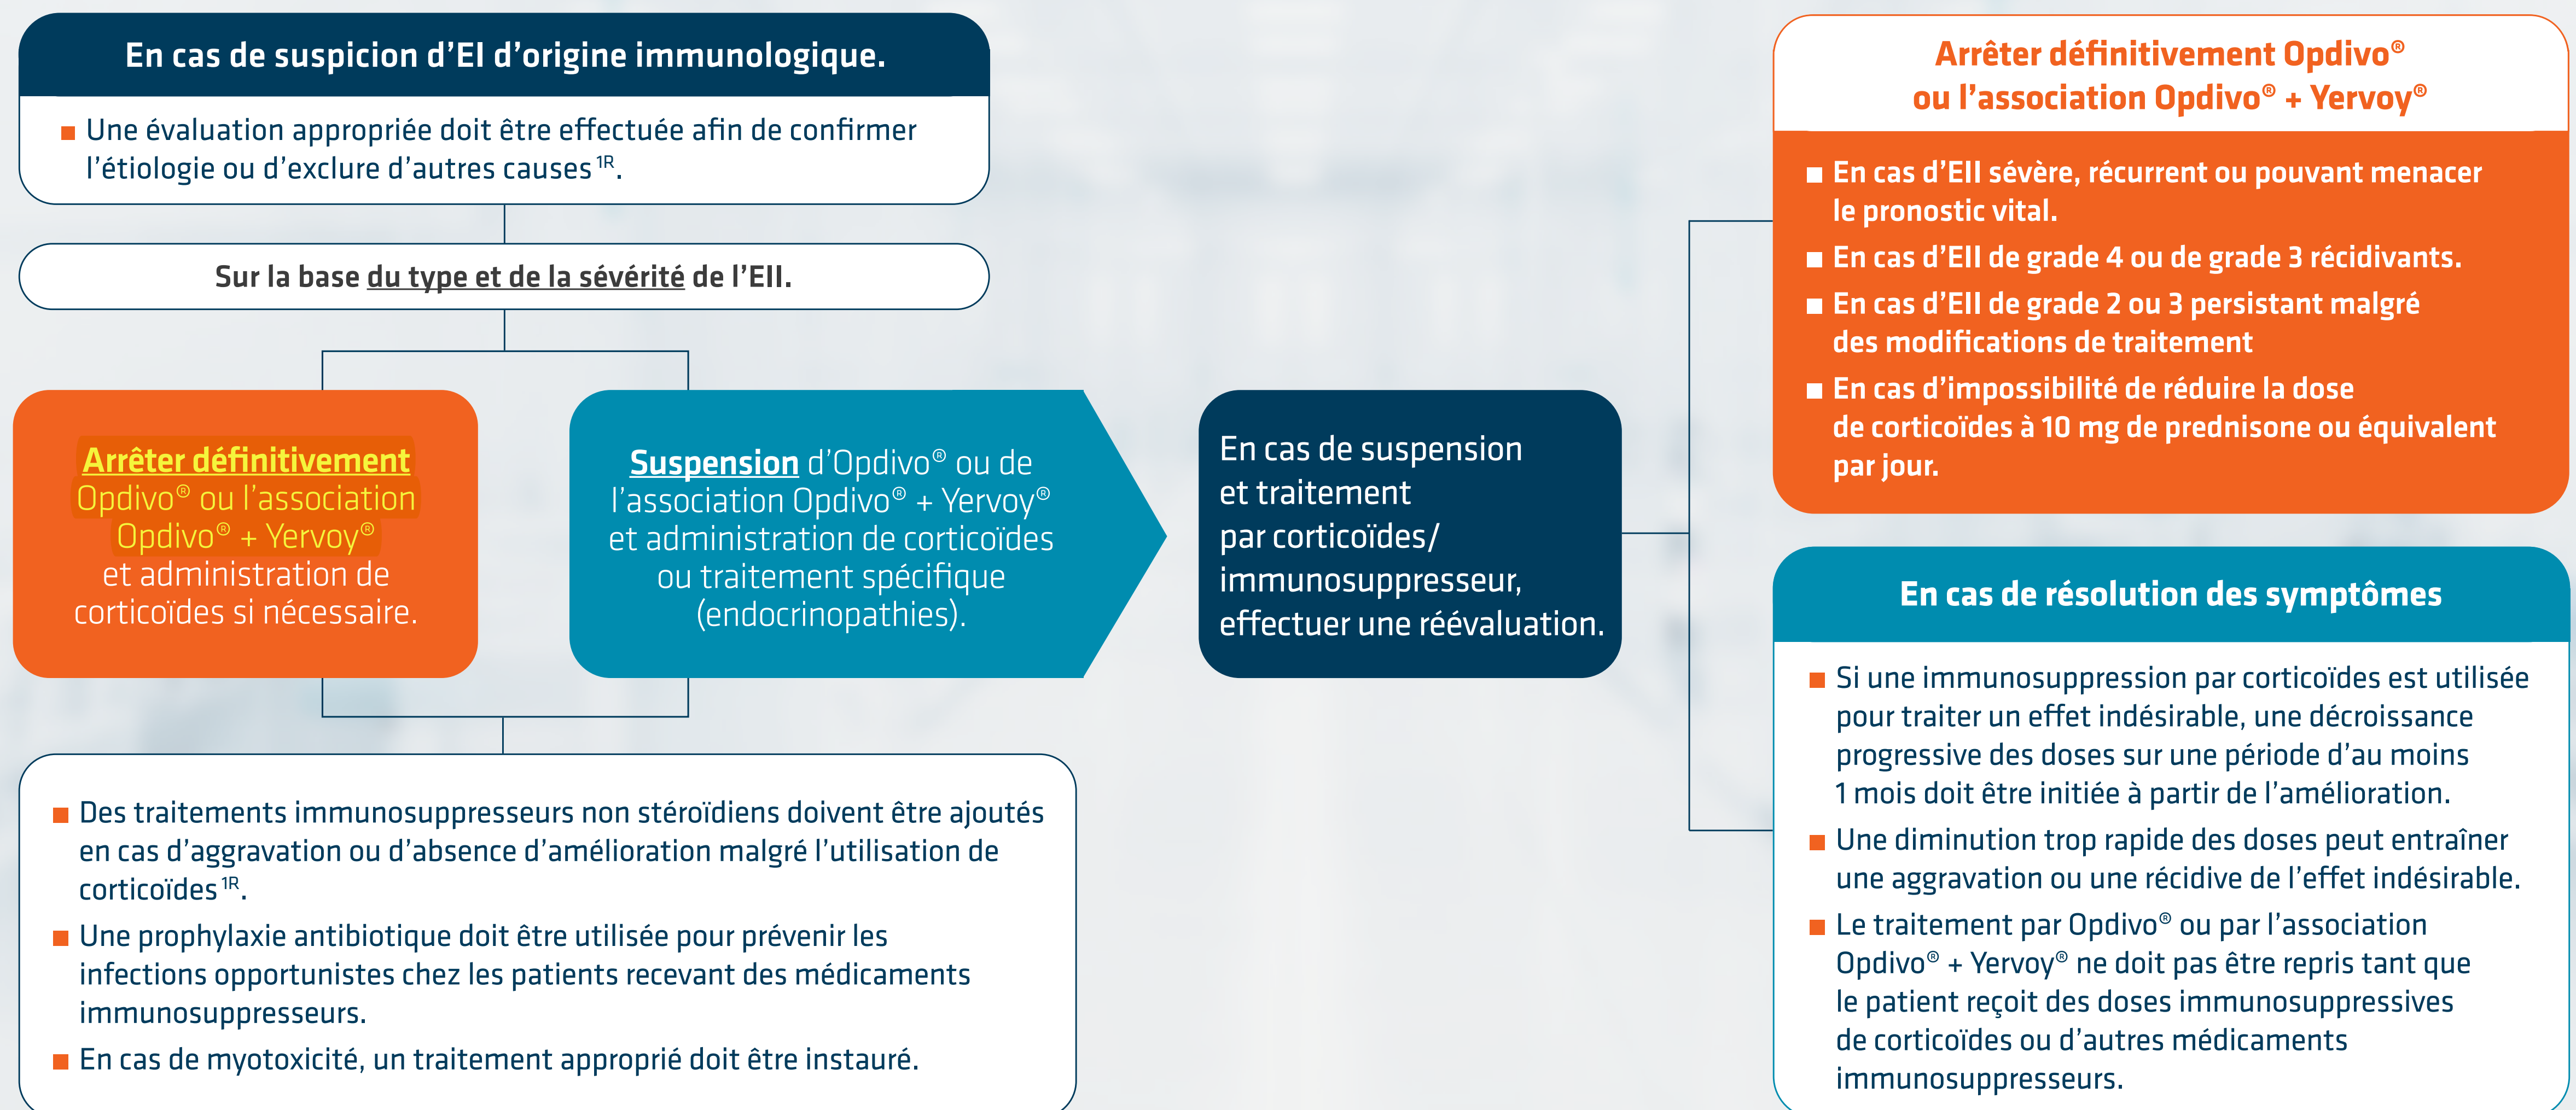 En cas de suspicion d’EI d’origine immunologique.
■ Une évaluation appropriée doit être effectuée afin de confirmer
l’étiologie ou d’exclure d’autres causes 1R.
Sur la base du type et de la sévérité de l’EII.
Arrêter définitivement
Opdivo® ou l’association
Opdivo® + Yervoy®
et administration de
corticoïdes si nécessaire.
Suspension d’Opdivo® ou de
l’association Opdivo® + Yervoy®
et administration de corticoïdes
ou traitement spécifique
(endocrinopathies).
■ Des traitements immunosuppresseurs non stéroïdiens doivent être ajoutés
en cas d’aggravation ou d’absence d’amélioration malgré l’utilisation de
corticoïdes 1R.
■ Une prophylaxie antibiotique doit être utilisée pour prévenir les
infections opportunistes chez les patients recevant des médicaments
immunosuppresseurs.
■ En cas de myotoxicité, un traitement approprié doit être instauré.
En cas de suspension
et traitement
par corticoïdes/
immunosuppresseur,
effectuer une réévaluation.
Arrêter définitivement Opdivo®
ou l’association Opdivo® + Yervoy®
■ En cas d’EII sévère, récurrent ou pouvant menacer
le pronostic vital.
■ En cas d’EII de grade 4 ou de grade 3 récidivants.
■ En cas d’EII de grade 2 ou 3 persistant malgré
des modifications de traitement
■ En cas d’impossibilité de réduire la dose
de corticoïdes à 10 mg de prednisone ou équivalent
par jour.
En cas de résolution des symptômes
■ Si une immunosuppression par corticoïdes est utilisée
pour traiter un effet indésirable, une décroissance
progressive des doses sur une période d’au moins
1 mois doit être initiée à partir de l’amélioration.
■ Une diminution trop rapide des doses peut entraîner
une aggravation ou une récidive de l’effet indésirable.
■ Le traitement par Opdivo® ou par l’association
Opdivo® + Yervoy® ne doit pas être repris tant que
le patient reçoit des doses immunosuppressives
de corticoïdes ou d’autres médicaments
immunosuppresseurs.